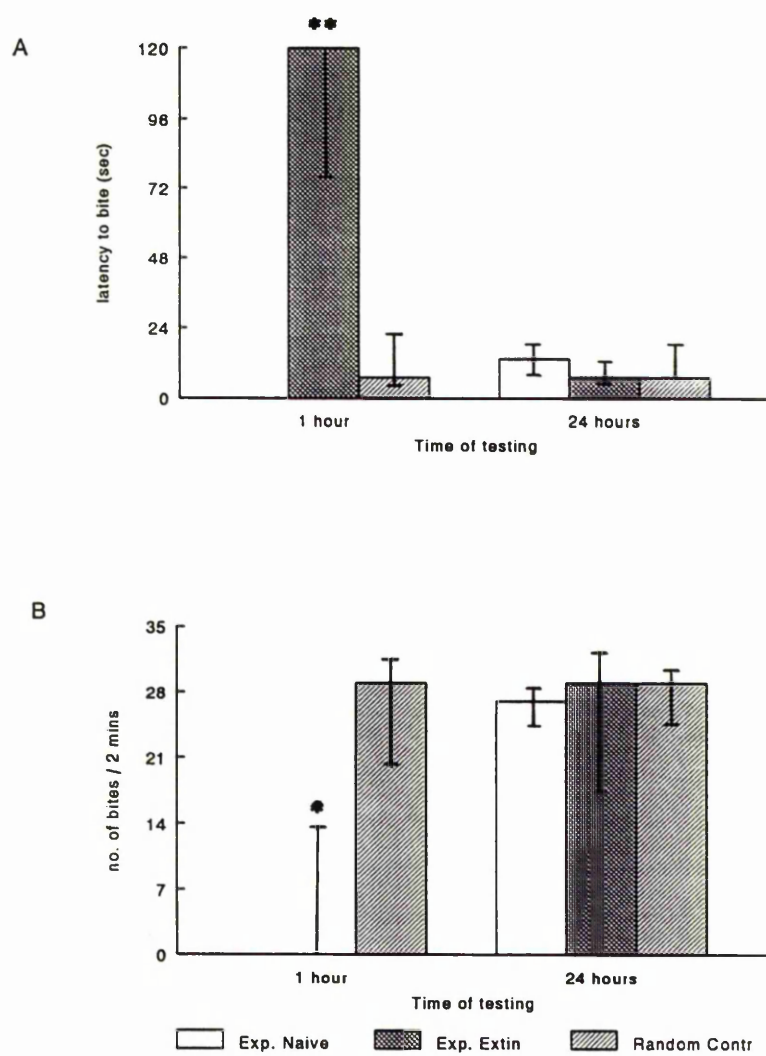 A
**
120
96
72
48
24
0
latency to bite (sec)
1 hour
24 hours
Time of testing
B
35
28
21
14
7
0
no. of bites / 2 mins
*
1 hour
24 hours
Time of testing
Exp. Naive
Exp. Extin
Random Contr